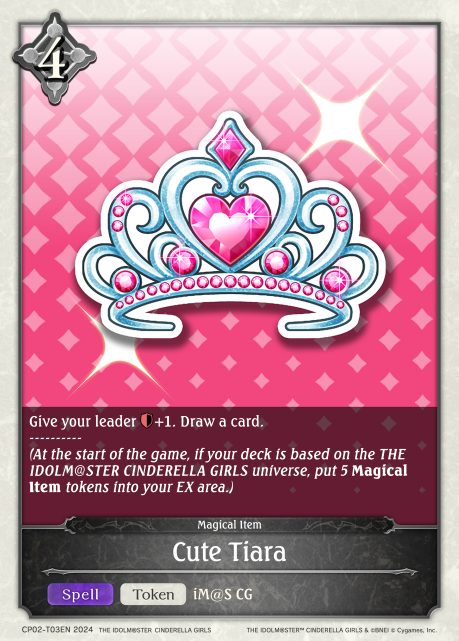 4
Give your leader +1. Draw a card.
----------
(At the start of the game, if your deck is based on the THE
IDOLM@STER CINDERELLA GIRLS universe, put 5 Magical
Item tokens into your EX area.)
Magical Item
Cute Tiara
Spell Token iM@S CG
CP02-T03EN 2024 THE IDOLM@STER CINDERELLA GIRLS THE IDOLM@STER™ CINDERELLA GIRLS & ©BNEI © Cygames, Inc.